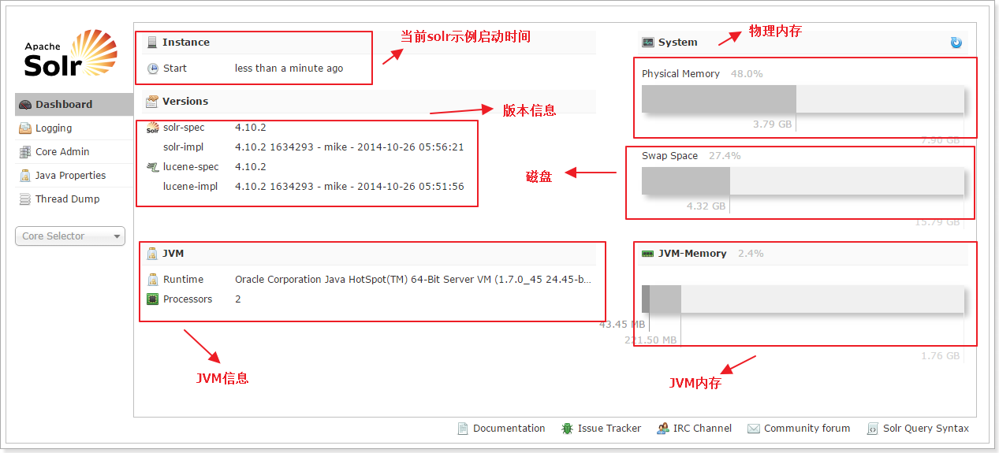 Apache
Solr
Dashboard
Logging
Core Admin
Java Properties
Thread Dump
Core Selector
Instance
Start less than a minute ago
当前solr示例启动时间
Versions
版本信息
solr-spec 4.10.2
solr-impl 4.10.2 1634293 - mike - 2014-10-26 05:56:21
lucene-spec 4.10.2
lucene-impl 4.10.2 1634293 - mike - 2014-10-26 05:51:56
JVM
Runtime Oracle Corporation Java HotSpot(TM) 64-Bit Server VM (1.7.0_45 24.45-b...
Processors 2
JVM信息
System
物理内存
Physical Memory 48.0%
3.79 GB
7.90 GB
Swap Space 27.4%
磁盘
4.32 GB
15.79 GB
JVM-Memory 2.4%
43.45 MB
221.50 MB
1.76 GB
JVM内存
Documentation
Issue Tracker
IRC Channel
Community forum
Solr Query Syntax